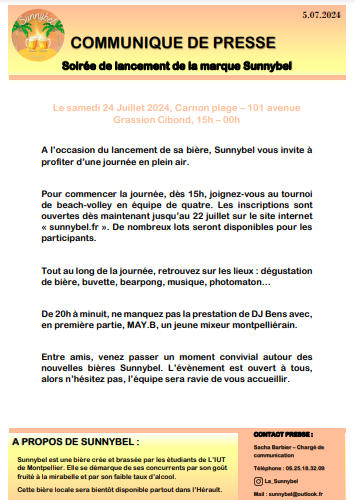 Sunnybel
5.07.2024
COMMUNIQUE DE PRESSE
Soirée de lancement de la marque Sunnybel
Le samedi 24 Juillet 2024, Carnon plage – 101 avenue
Grassion Cibond, 15h – 00h
A l'occasion du lancement de sa bière, Sunnybel vous invite à
profiter d'une journée en plein air.
Pour commencer la journée, dès 15h, joignez-vous au tournoi
de beach-volley en équipe de quatre. Les inscriptions sont
ouvertes dès maintenant jusqu'au 22 juillet sur le site internet
« sunnybel.fr ». De nombreux lots seront disponibles pour les
participants.
Tout au long de la journée, retrouvez sur les lieux : dégustation
de bière, buvette, bearpong, musique, photomaton…
De 20h à minuit, ne manquez pas la prestation de DJ Bens avec,
en première partie, MAY.B, un jeune mixeur montpelliérain.
Entre amis, venez passer un moment convivial autour des
nouvelles bières Sunnybel. L'évènement est ouvert à tous,
alors n'hésitez pas, l'équipe sera ravie de vous accueillir.
A PROPOS DE SUNNYBEL :
Sunnybel est une bière crée et brassée par les étudiants de L'IUT
de Montpellier. Elle se démarque de ses concurrents par son goût
fruité à la mirabelle et par son faible taux d'alcool.
Cette bière locale sera bientôt disponible partout dans l'Hérault.
CONTACT PRESSE :
Sacha Barbier – Chargé de
communication
Téléphone : 06.25.18.32.09
La_Sunnybel
Mail : sunnybel@outlook.fr